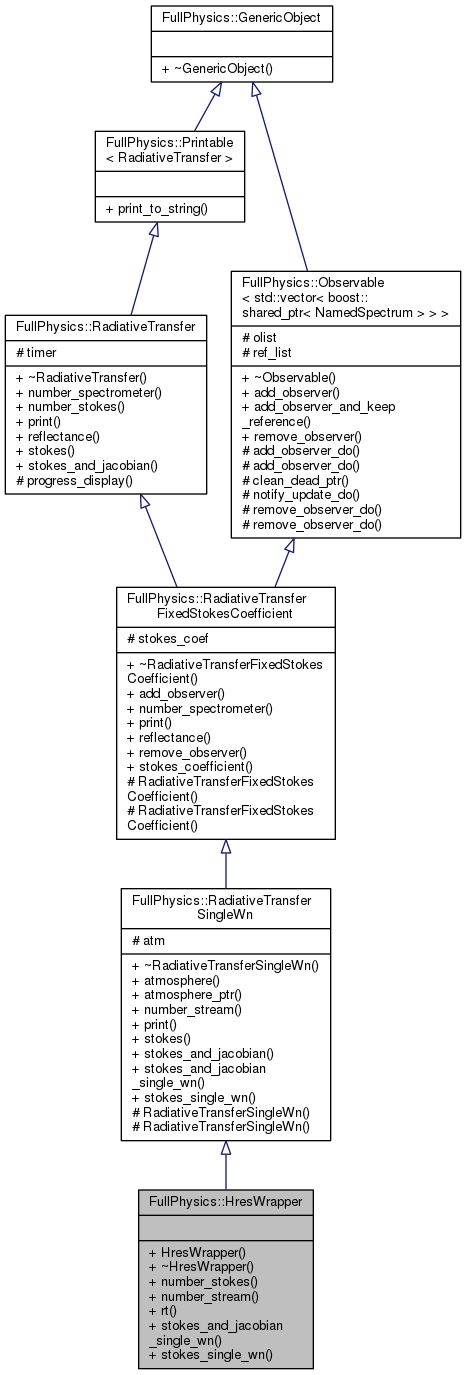 FullPhysics::GenericObject
+ ~GenericObject()
FullPhysics::Printable
< RadiativeTransfer >
+ print_to_string()
FullPhysics::Observable
< std::vector< boost::
shared_ptr< NamedSpectrum > > >
# olist
# ref_list
+ ~Observable()
+ add_observer()
+ add_observer_and_keep
_reference()
+ remove_observer()
# add_observer_do()
# add_observer_do()
# clean_dead_ptr()
# notify_update_do()
# remove_observer_do()
# remove_observer_do()
FullPhysics::RadiativeTransfer
# timer
+ ~RadiativeTransfer()
+ number_spectrometer()
+ number_stokes()
+ print()
+ reflectance()
+ stokes()
+ stokes_and_jacobian()
# progress_display()
FullPhysics::RadiativeTransfer
FixedStokesCoefficient
# stokes_coef
+ ~RadiativeTransferFixedStokes
Coefficient()
+ add_observer()
+ number_spectrometer()
+ print()
+ reflectance()
+ remove_observer()
+ stokes_coefficient()
# RadiativeTransferFixedStokes
Coefficient()
# RadiativeTransferFixedStokes
Coefficient()
FullPhysics::RadiativeTransfer
SingleWn
# atm
+ ~RadiativeTransferSingleWn()
+ atmosphere()
+ atmosphere_ptr()
+ number_stream()
+ print()
+ stokes()
+ stokes_and_jacobian()
+ stokes_and_jacobian
_single_wn()
+ stokes_single_wn()
# RadiativeTransferSingleWn()
# RadiativeTransferSingleWn()
FullPhysics::HresWrapper
+ HresWrapper()
+ ~HresWrapper()
+ number_stokes()
+ number_stream()
+ rt()
+ stokes_and_jacobian
_single_wn()
+ stokes_single_wn()